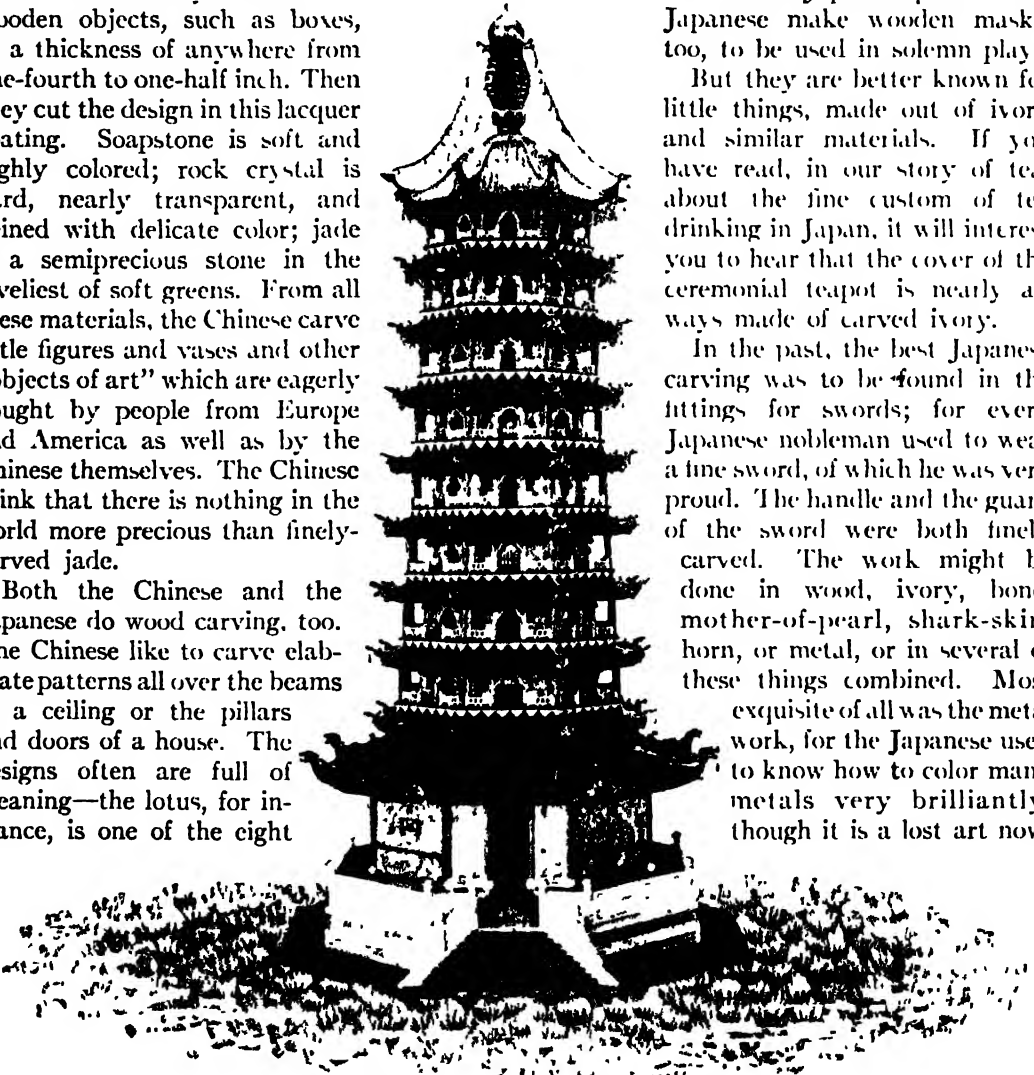 ooden objects, such as boxes,
a thickness of anywhere from
ne-fourth to one-half inch. Then
ey cut the design in this lacquer
ating. Soapstone is soft and
ghly colored; rock crystal is
ard, nearly transparent, and
ined with delicate color; jade
a semiprecious stone in the
veliest of soft greens. From all
ese materials, the Chinese carve
tle figures and vases and other
objects of art" which are eagerly
ought by people from Europe
nd America as well as by the
hinese themselves. The Chinese
ink that there is nothing in the
orld more precious than finely-
rved jade.
Both the Chinese and the
apanese do wood carving, too.
he Chinese like to carve elab-
ate patterns all over the beams
a ceiling or the pillars
nd doors of a house. The
esigns often are full of
eaning—the lotus, for in-
ance, is one of the eight
Japanese make wooden mask
too, to be used in solemn play
But they are better known fo
little things, made out of ivor
and similar materials. If yo
have read, in our story of tea
about the fine custom of te
drinking in Japan, it will interes
you to hear that the cover of th
ceremonial teapot is nearly a
ways made of carved ivory.
In the past, the best Japanes
carving was to be found in th
fittings for swords; for ever
Japanese nobleman used to wea
a fine sword, of which he was ver
proud. The handle and the guar
of the sword were both finel
carved. The work might b
done in wood, ivory, bon
mother-of-pearl, shark-skin
horn, or metal, or in several o
these things combined. Mos
exquisite of all was the meta
work, for the Japanese use
to know how to color man
metals very brilliantly
though it is a lost art now